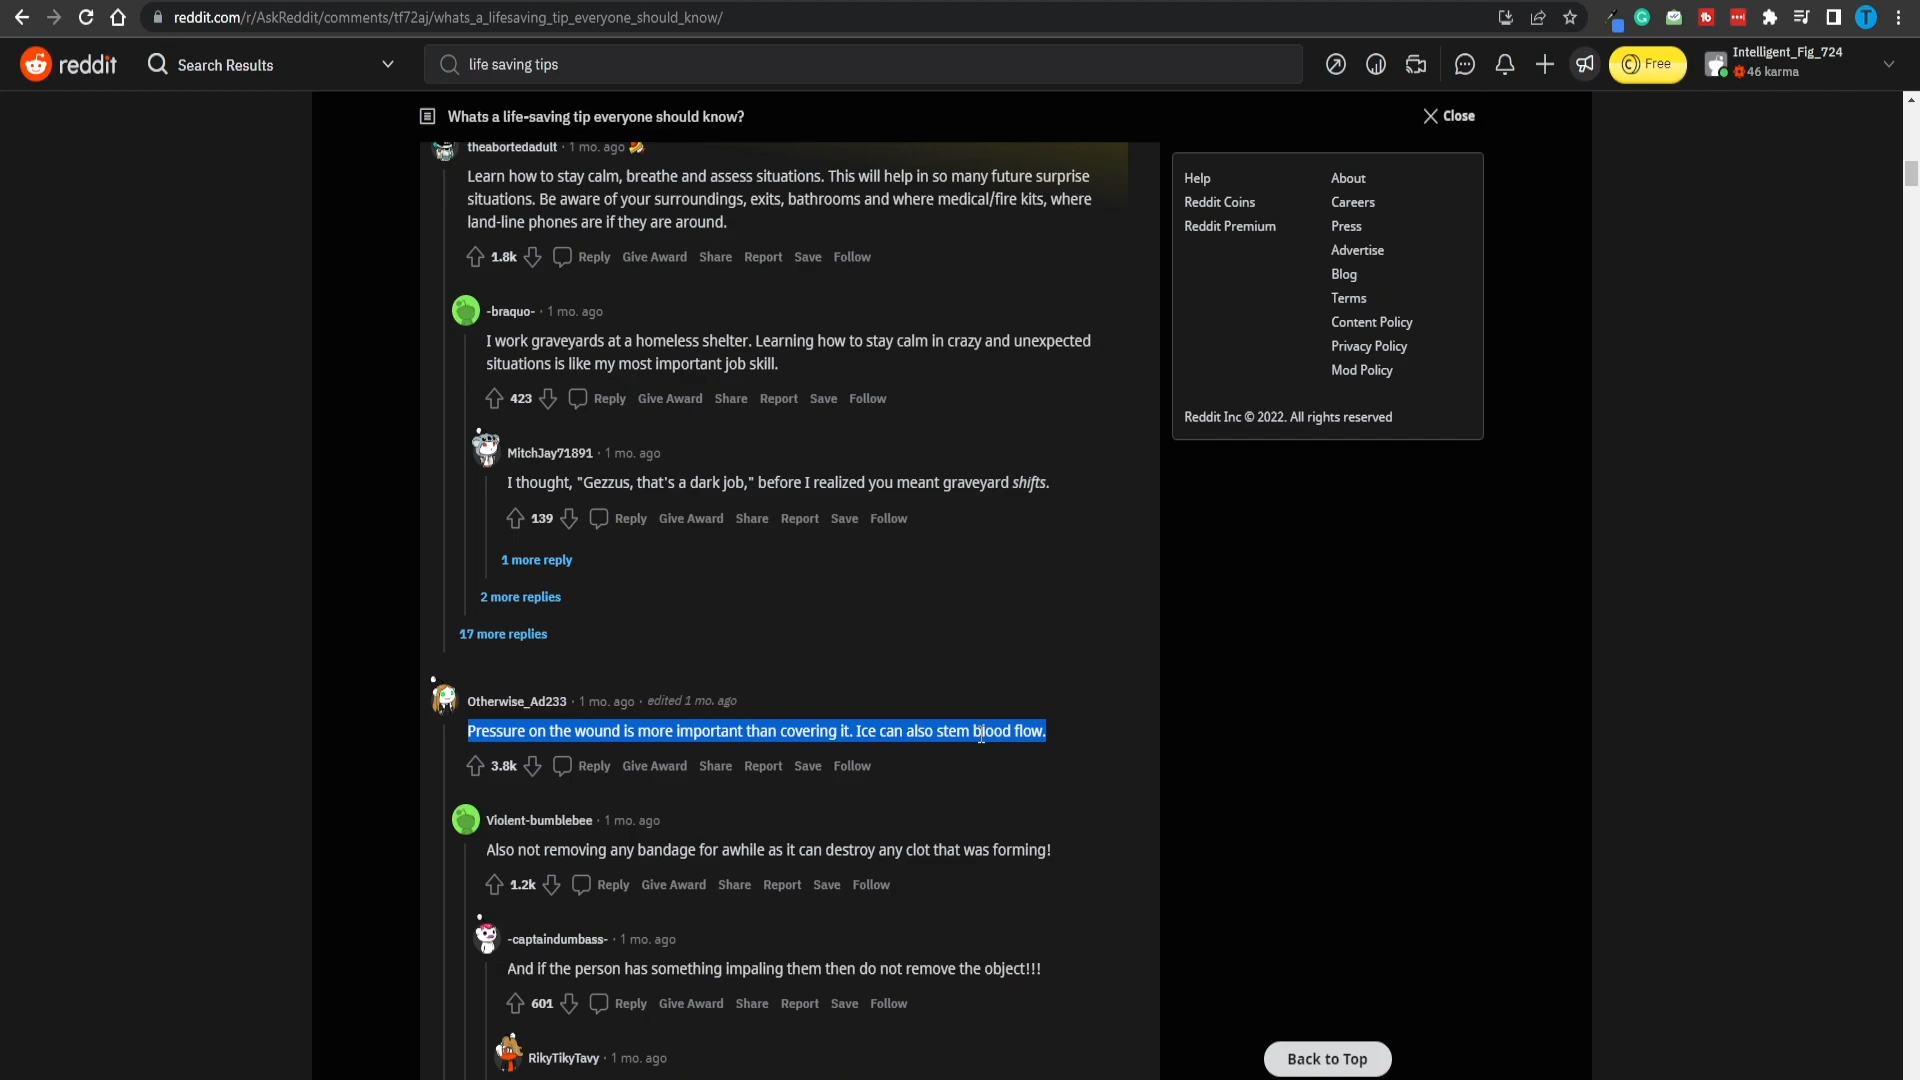 reddit.com/r/AskReddit/comments/tf72aj/whats_a_lifesaving_tip_everyone_should_know/
reddit
Search Results
life saving tips
Free
Intelligent_Fig_724
46 karma
Whats a life-saving tip everyone should know?
Close
theabortedadult · 1 mo. ago
Learn how to stay calm, breathe and assess situations. This will help in so many future surprise
situations. Be aware of your surroundings, exits, bathrooms and where medical/fire kits, where
land-line phones are if they are around.
1.8k Reply Give Award Share Report Save Follow
-braquo- · 1 mo. ago
I work graveyards at a homeless shelter. Learning how to stay calm in crazy and unexpected
situations is like my most important job skill.
423 Reply Give Award Share Report Save Follow
MitchJay71891 · 1 mo. ago
I thought, "Gezzus, that's a dark job," before I realized you meant graveyard shifts.
139 Reply Give Award Share Report Save Follow
1 more reply
2 more replies
17 more replies
Otherwise_Ad233 · 1 mo. ago · edited 1 mo. ago
Pressure on the wound is more important than covering it. Ice can also stem blood flow.
3.8k Reply Give Award Share Report Save Follow
Violent-bumblebee · 1 mo. ago
Also not removing any bandage for awhile as it can destroy any clot that was forming!
1.2k Reply Give Award Share Report Save Follow
-captaindumbass- · 1 mo. ago
And if the person has something impaling them then do not remove the object!!!
601 Reply Give Award Share Report Save Follow
RikyTikyTavy · 1 mo. ago
Help
Reddit Coins
Reddit Premium
About
Careers
Press
Advertise
Blog
Terms
Content Policy
Privacy Policy
Mod Policy
Reddit Inc © 2022. All rights reserved
Back to Top
T